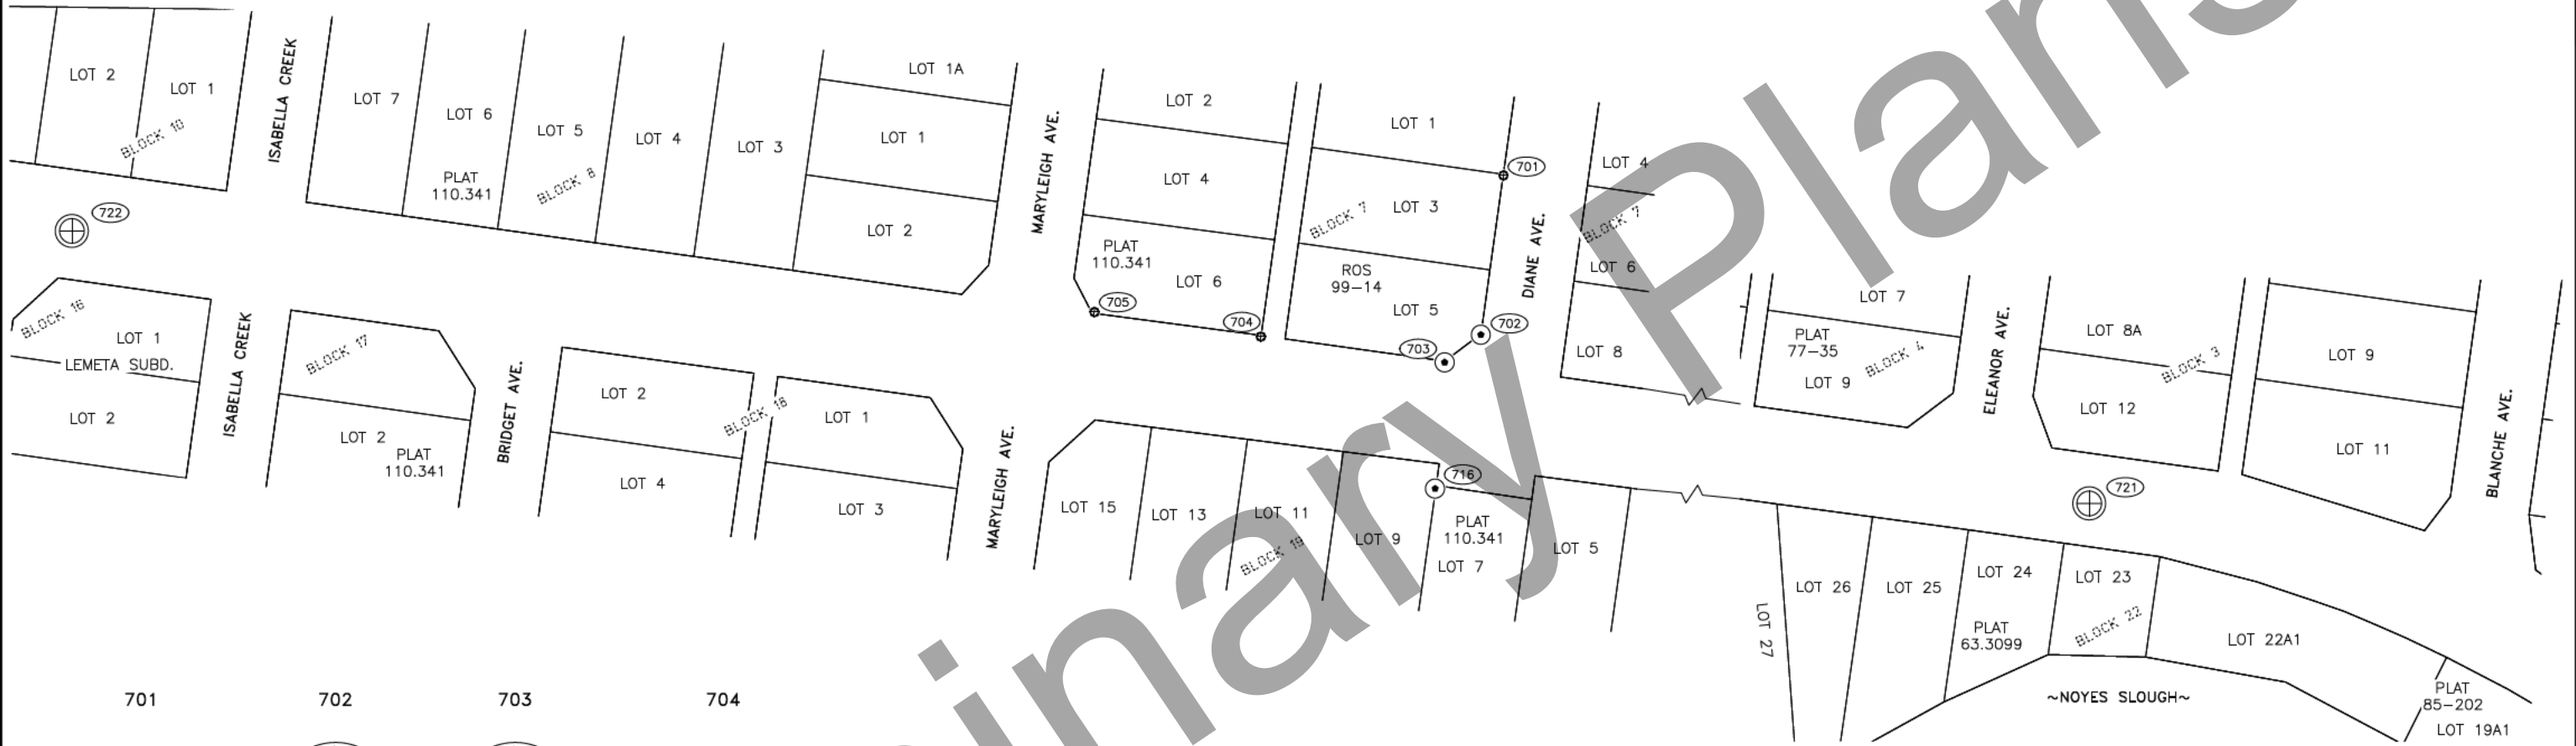 LOT 2
LOT 1
BLOCK 10
ISABELLA CREEK
LOT 7
LOT 6
LOT 5
LOT 4
LOT 3
PLAT
110.341
BLOCK 8
LOT 1A
LOT 1
LOT 2
MARYLEIGH AVE.
LOT 2
LOT 4
PLAT
110.341
LOT 6
705
704
LOT 1
LOT 3
BLOCK 7
ROS
99-14
LOT 5
701
702
703
DIANE AVE.
LOT 4
BLOCK 7
LOT 6
LOT 8
LOT 7
PLAT
77-35
BLOCK 4
LOT 9
ELEANOR AVE.
LOT 8A
BLOCK 3
LOT 12
LOT 9
LOT 11
BLANCHE AVE.
722
BLOCK 16
LOT 1
LEMETA SUBD.
LOT 2
ISABELLA CREEK
BLOCK 17
LOT 2
PLAT
110.341
BRIDGET AVE.
LOT 2
BLOCK 18
LOT 1
LOT 4
LOT 3
MARYLEIGH AVE.
LOT 15
LOT 13
LOT 11
BLOCK 19
LOT 9
716
PLAT
110.341
LOT 7
LOT 5
721
LOT 27
LOT 26
LOT 25
LOT 24
PLAT
63.3099
LOT 23
BLOCK 22
LOT 22A1
~NOYES SLOUGH~
PLAT
85-202
LOT 19A1
701
702
703
704
inary Plans